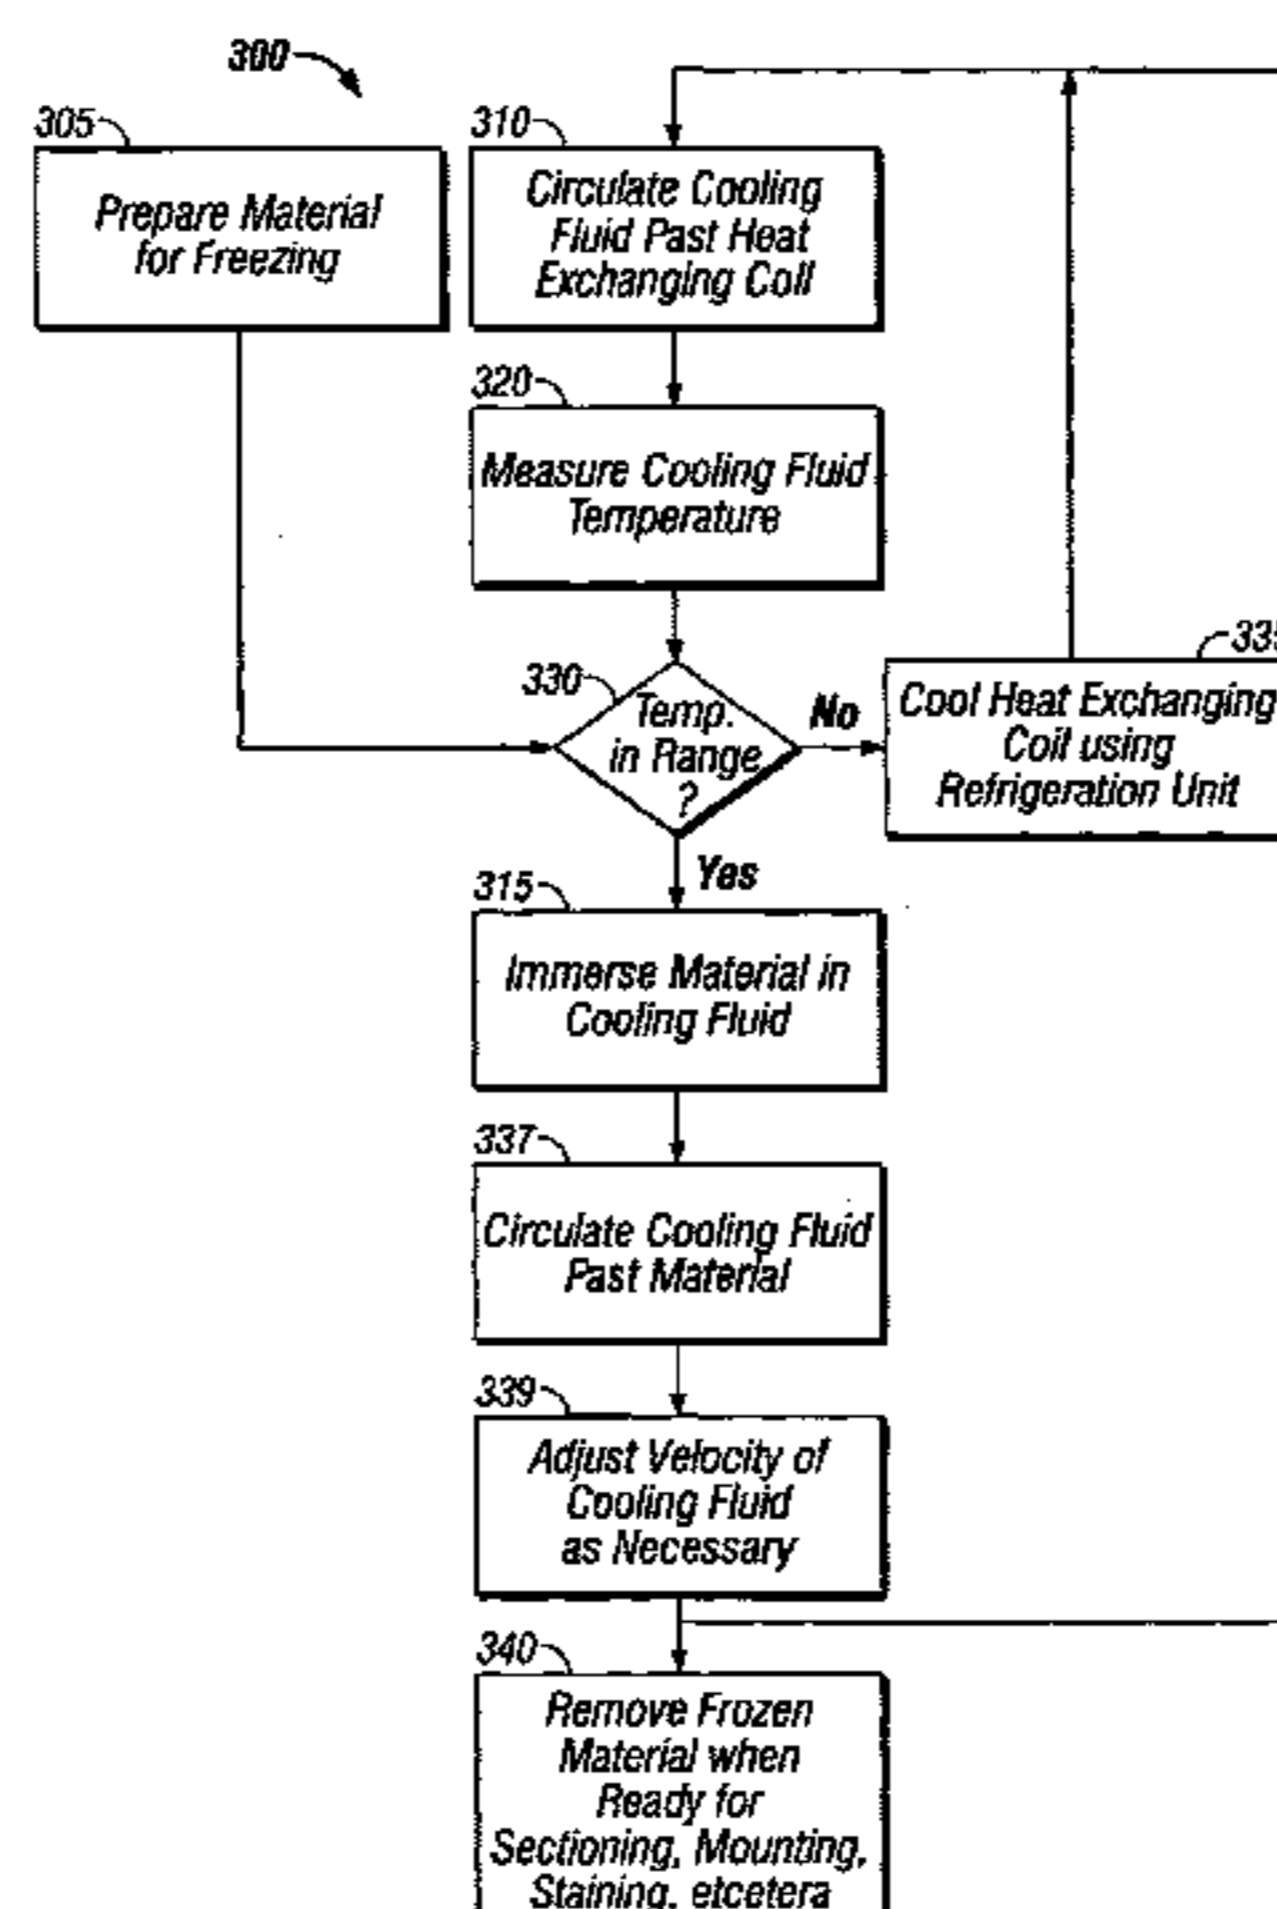 300
305
Prepare Material
for Freezing
310
Circulate Cooling
Fluid Past Heat
Exchanging Coil
320
Measure Cooling Fluid
Temperature
330
Temp.
in Range
?
No
335
Cool Heat Exchanging
Coil using
Refrigeration Unit
Yes
315
Immerse Material in
Cooling Fluid
337
Circulate Cooling Fluid
Past Material
339
Adjust Velocity of
Cooling Fluid
as Necessary
340
Remove Frozen
Material when
Ready for
Sectioning, Mounting,
Staining, etcetera